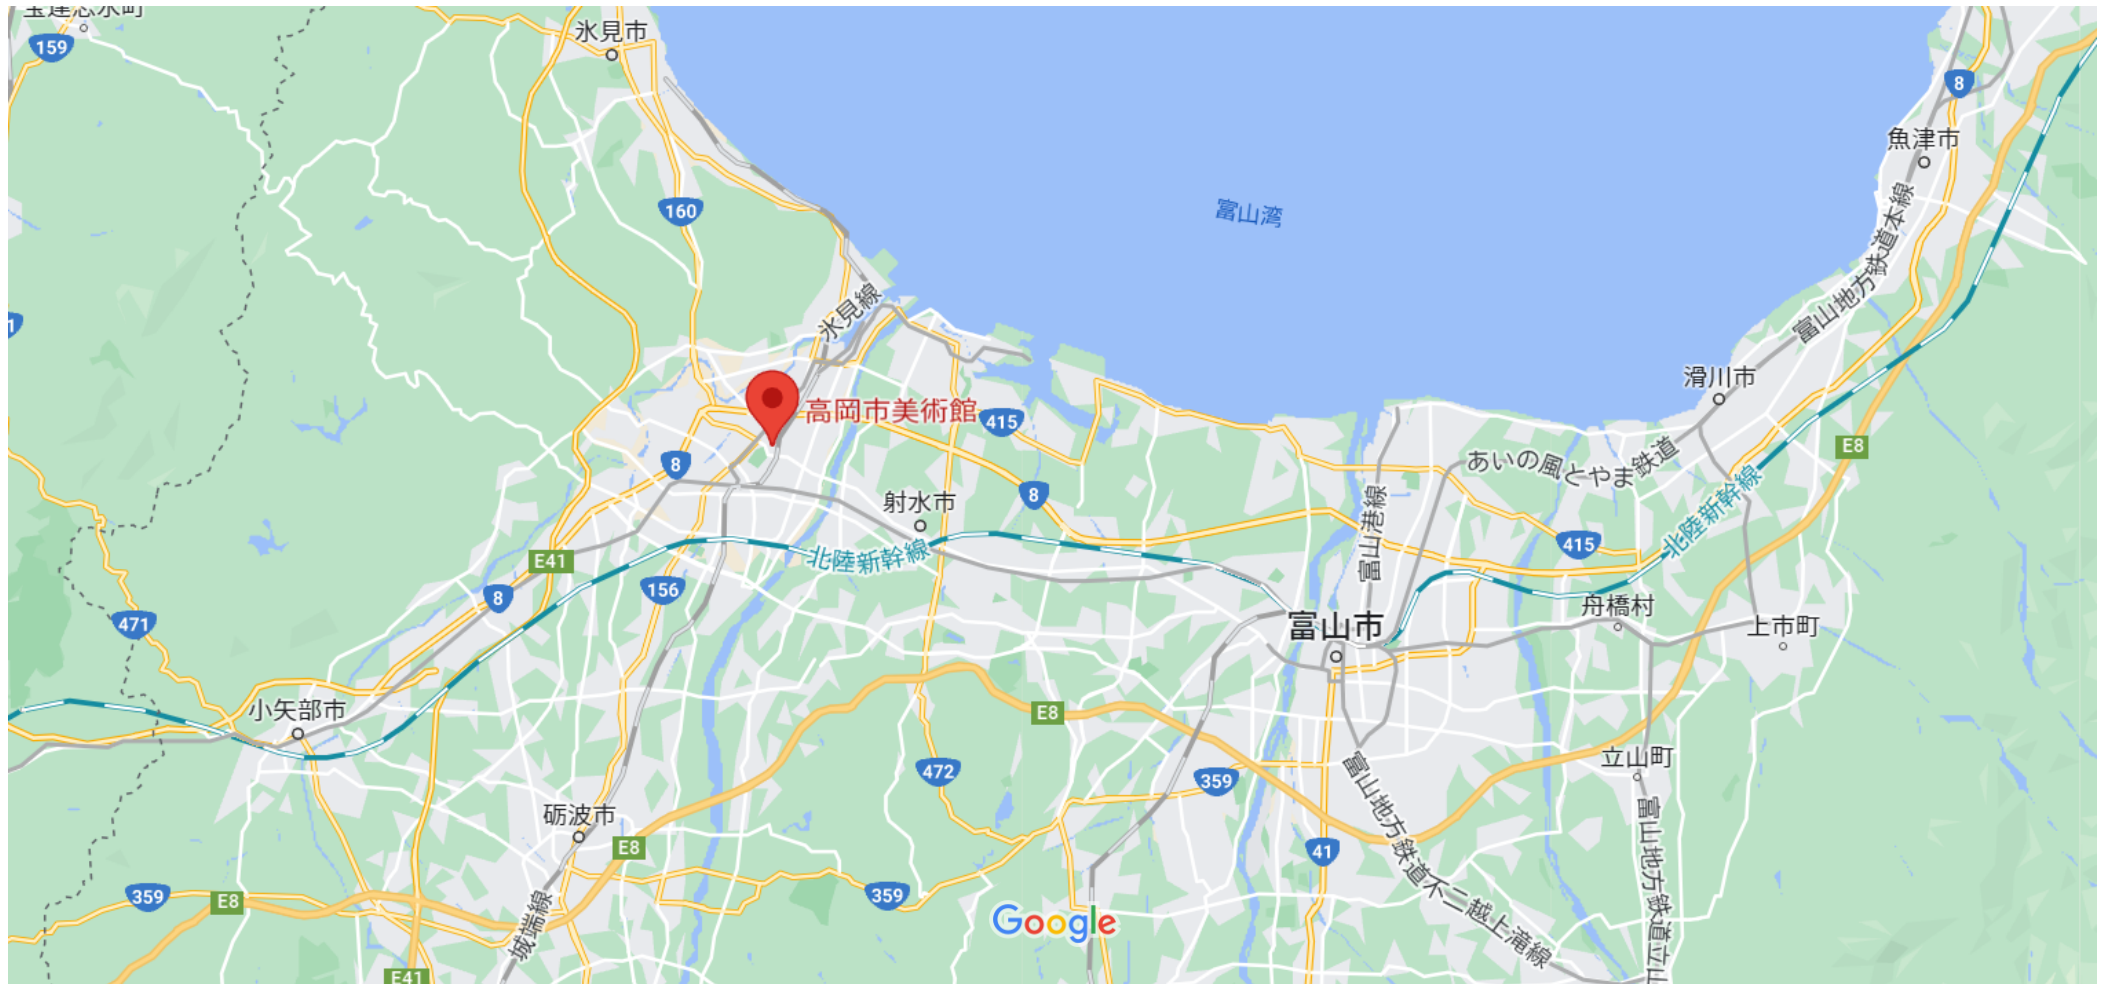 159
氷見市
8
魚津市
160
富山湾
富山地方鉄道本線
1
氷見線
滑川市
高岡市美術館
415
8
あいの風とやま鉄道
E8
射水市
8
富山港線
北陸新幹線
415
E41
北陸新幹線
156
8
舟橋村
471
富山市
上市町
小矢部市
E8
472
359
立山町
富山地方鉄道不二越上滝線
砺波市
E8
41
富山地方鉄道立山
359
E8
359
城端線
Google
E41